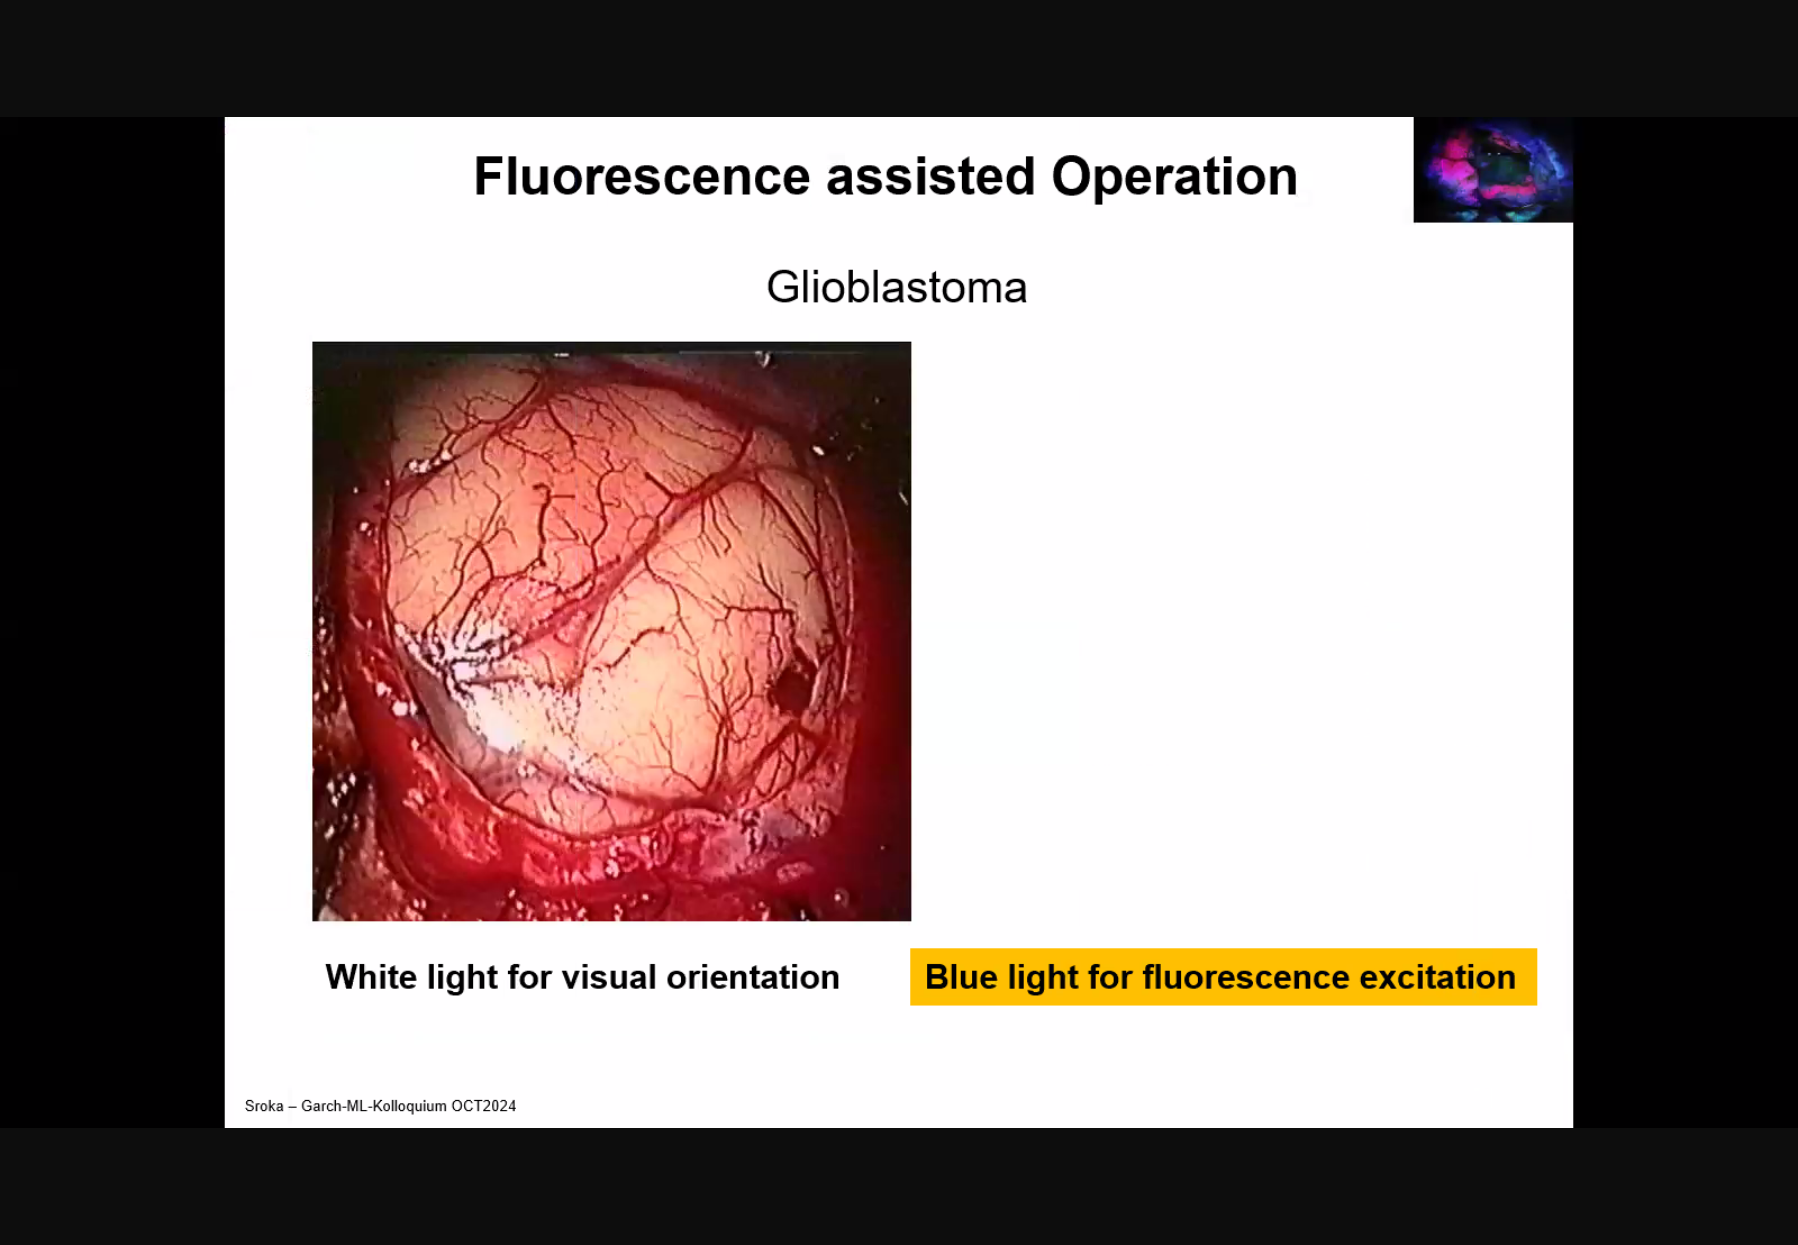 Fluorescence assisted Operation
Glioblastoma
White light for visual orientation
Blue light for fluorescence excitation
Sroka – Garch-ML-Kolloquium OCT2024